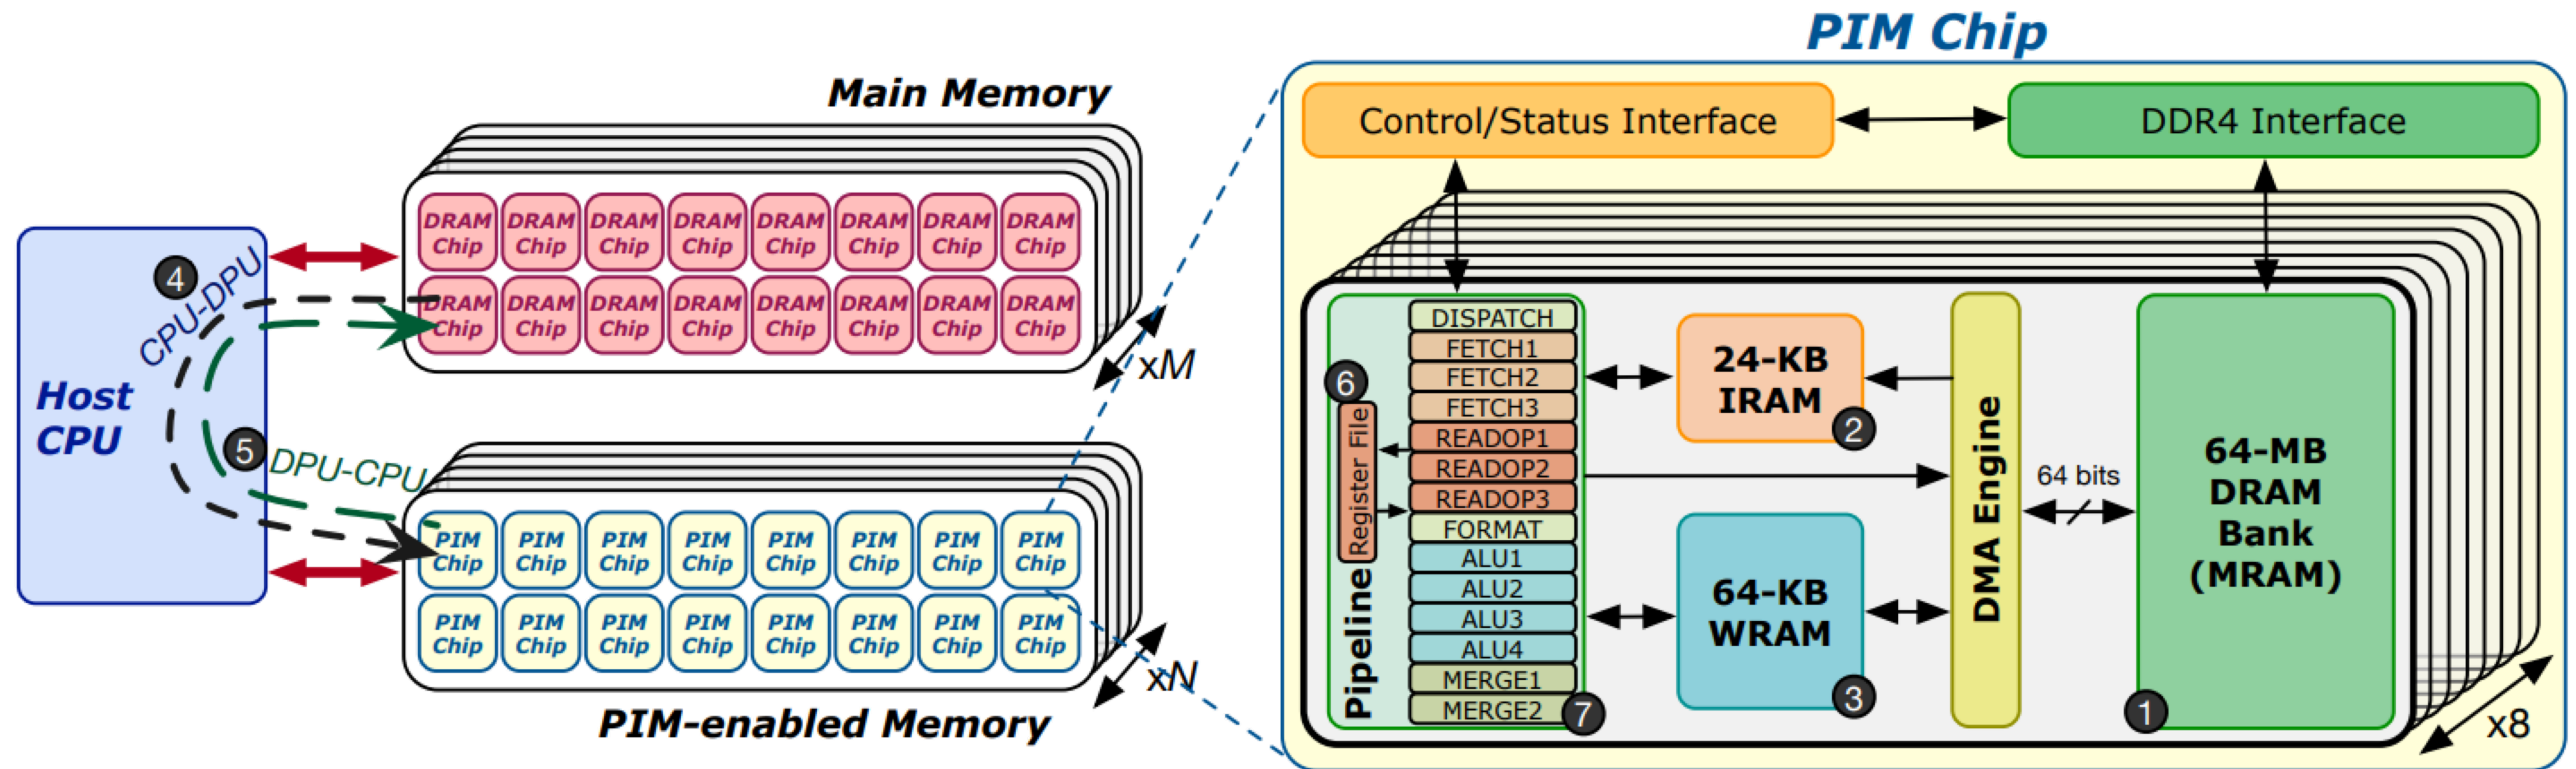 PIM Chip
Main Memory
Control/Status Interface
DDR4 Interface
DRAM Chip DRAM Chip DRAM Chip DRAM Chip DRAM Chip DRAM Chip DRAM Chip DRAM Chip
DRAM Chip DRAM Chip DRAM Chip DRAM Chip DRAM Chip DRAM Chip DRAM Chip DRAM Chip
xM
4
CPU-DPU
Host
CPU
5
DPU-CPU
PIM Chip PIM Chip PIM Chip PIM Chip PIM Chip PIM Chip PIM Chip PIM Chip
PIM Chip PIM Chip PIM Chip PIM Chip PIM Chip PIM Chip PIM Chip PIM Chip
xN
PIM-enabled Memory
6
Register File
Pipeline
DISPATCH
FETCH1
FETCH2
FETCH3
READOP1
READOP2
READOP3
FORMAT
ALU1
ALU2
ALU3
ALU4
MERGE1
MERGE2
7
24-KB
IRAM
2
64-KB
WRAM
3
DMA Engine
64 bits
64-MB
DRAM
Bank
(MRAM)
1
x8